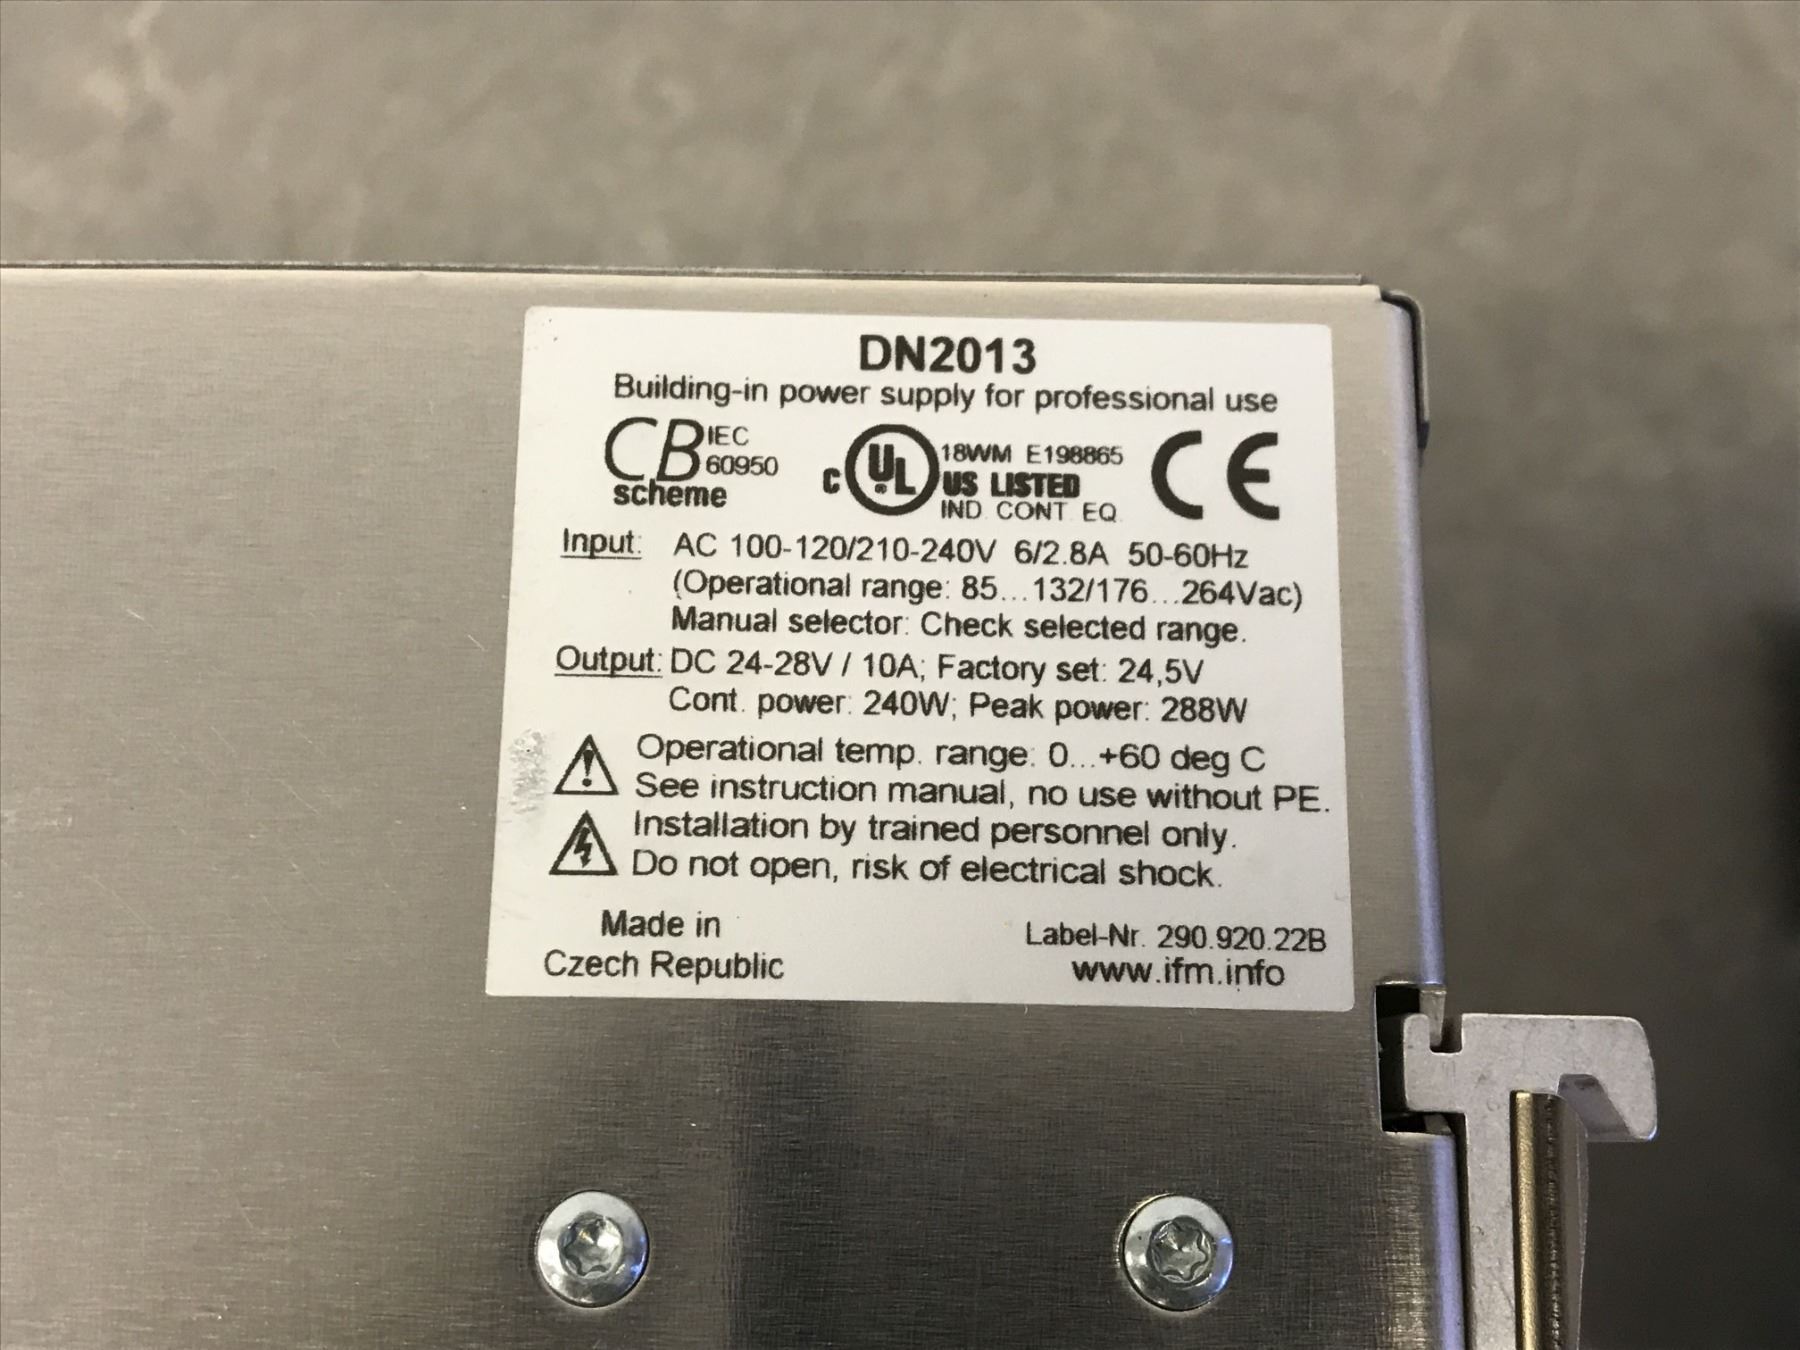 DN2013
Building-in power supply for professional use
CB IEC 60950 scheme
C UL US LISTED 18WM E198865
IND. CONT. EQ.
CE
Input: AC 100-120/210-240V 6/2.8A 50-60Hz
(Operational range: 85...132/176...264Vac)
Manual selector: Check selected range.
Output: DC 24-28V / 10A; Factory set: 24,5V
Cont. power: 240W; Peak power: 288W
Operational temp. range: 0...+60 deg C
See instruction manual, no use without PE.
Installation by trained personnel only.
Do not open, risk of electrical shock.
Made in
Czech Republic
Label-Nr. 290.920.22B
www.ifm.info